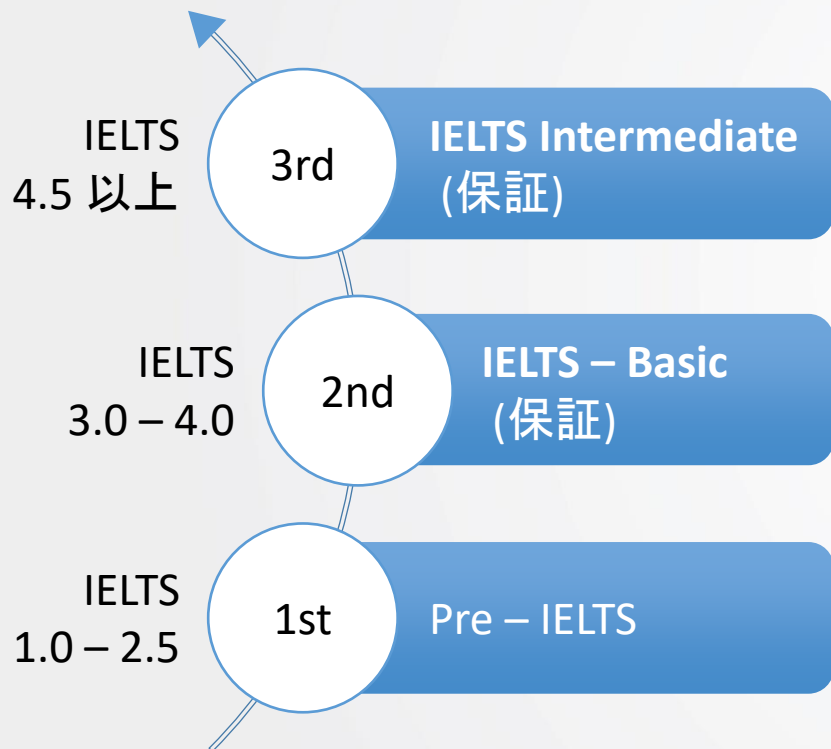 IELTS
4.5 以上
3rd
IELTS Intermediate
(保証)
IELTS
3.0 – 4.0
2nd
IELTS – Basic
(保証)
IELTS
1.0 – 2.5
1st
Pre – IELTS